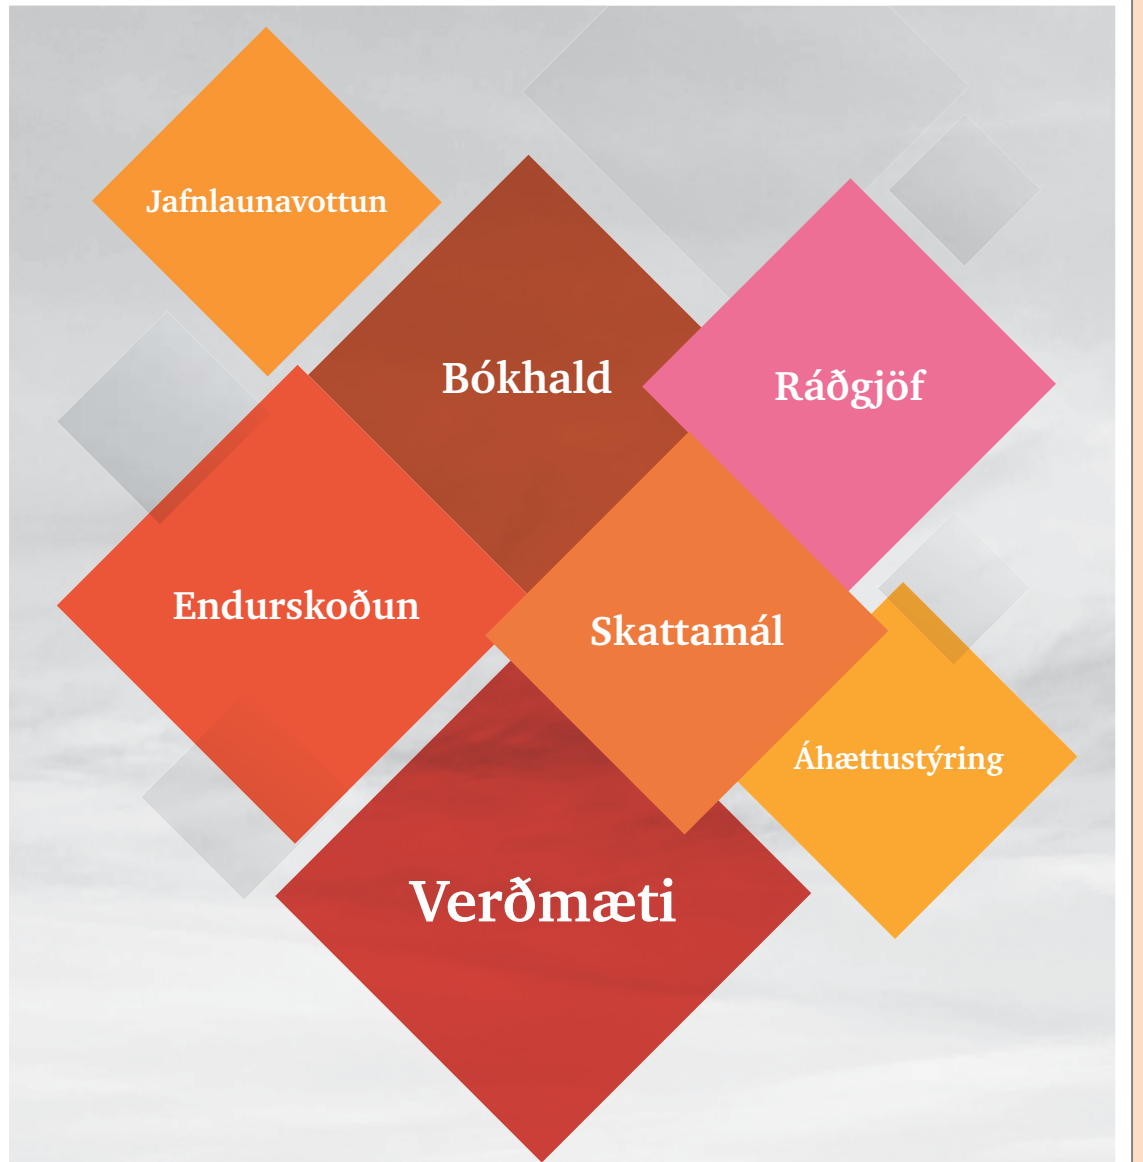 Jafnlaunavottun
Bókhald
Ráðgjöf
Endurskoðun
Skattamál
Áhættustýring
Verðmæti